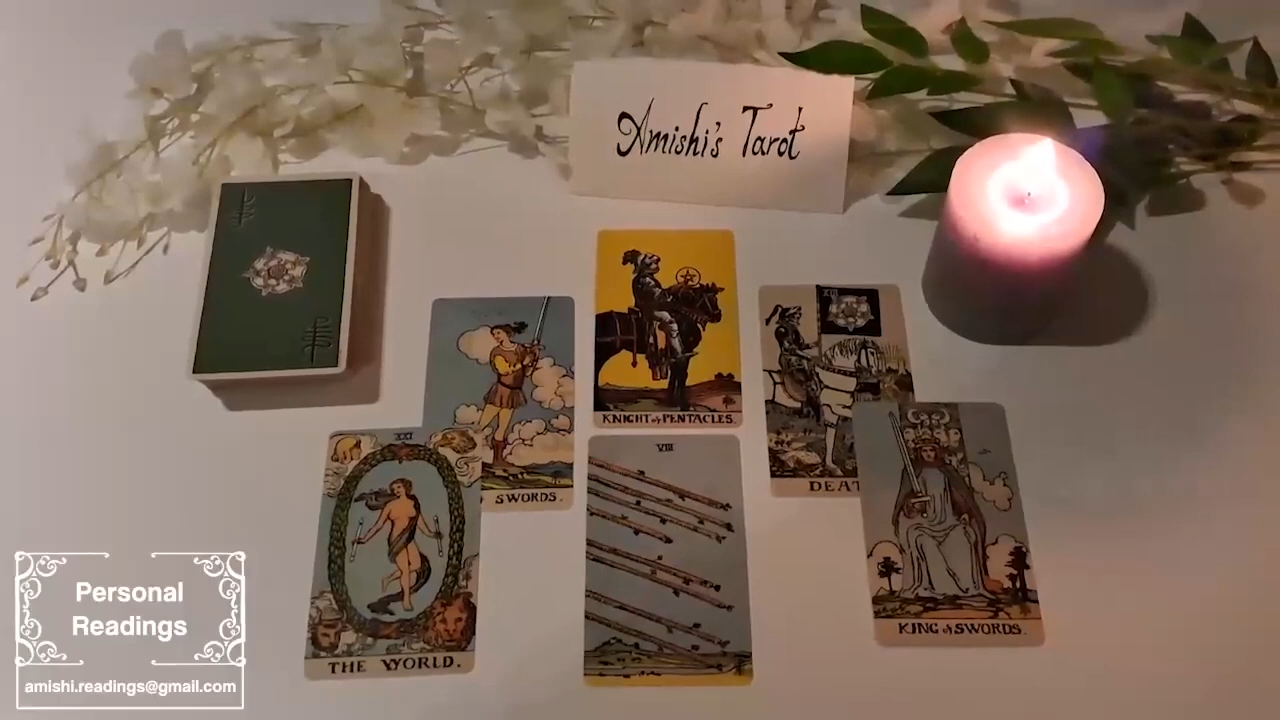 Amishi's Tarot
XIII
KNIGHT of PENTACLES.
SWORDS.
DEAT
XXI
VIII
THE WORLD.
KING of SWORDS.
Personal
Readings
amishi.readings@gmail.com